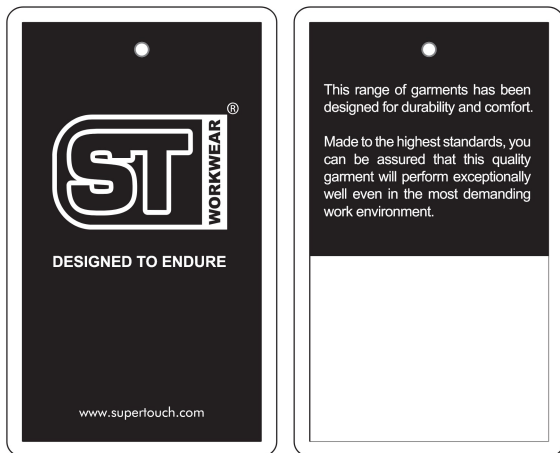 ®
ST
WORKWEAR
DESIGNED TO ENDURE
www.supertouch.com
This range of garments has been
designed for durability and comfort.
Made to the highest standards, you
can be assured that this quality
garment will perform exceptionally
well even in the most demanding
work environment.